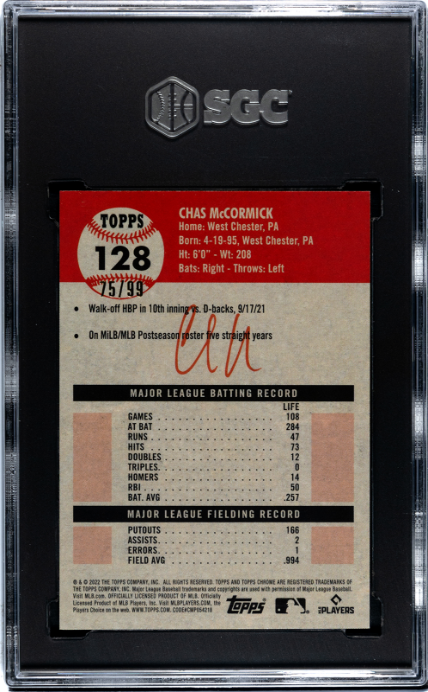 SGC
TOPPS
128
75/99
CHAS McCORMICK
Home: West Chester, PA
Born: 4-19-95, West Chester, PA
Ht: 6'0" - Wt: 208
Bats: Right - Throws: Left
• Walk-off HBP in 10th inning vs. D-backs, 9/17/21
• On MiLB/MLB Postseason roster five straight years
MAJOR LEAGUE BATTING RECORD
LIFE
GAMES 108
AT BAT 284
RUNS 47
HITS 73
DOUBLES 12
TRIPLES 0
HOMERS 14
RBI 50
BAT. AVG .257
MAJOR LEAGUE FIELDING RECORD
PUTOUTS 166
ASSISTS 2
ERRORS 1
FIELD AVG .994
® & © 2022 THE TOPPS COMPANY, INC. ALL RIGHTS RESERVED. TOPPS AND TOPPS CHROME ARE REGISTERED TRADEMARKS OF
THE TOPPS COMPANY, INC. Major League Baseball trademarks and copyrights are used with permission of Major League Baseball.
Visit MLB.com. OFFICIALLY LICENSED PRODUCT OF MLB Players, Inc. Officially
Licensed Product of MLB Players, Inc. Visit MLBPLAYERS.COM, the
Players Choice on the web. WWW.TOPPS.COM. CODE#CMP054210
Topps
PLAYERS